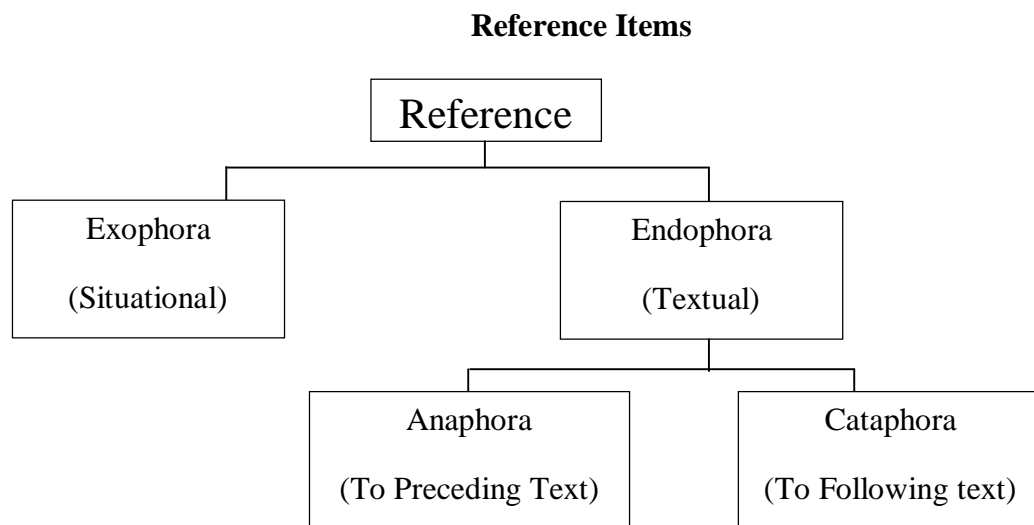 Reference Items
Reference
Exophora
(Situational)
Endophora
(Textual)
Anaphora
(To Preceding Text)
Cataphora
(To Following text)